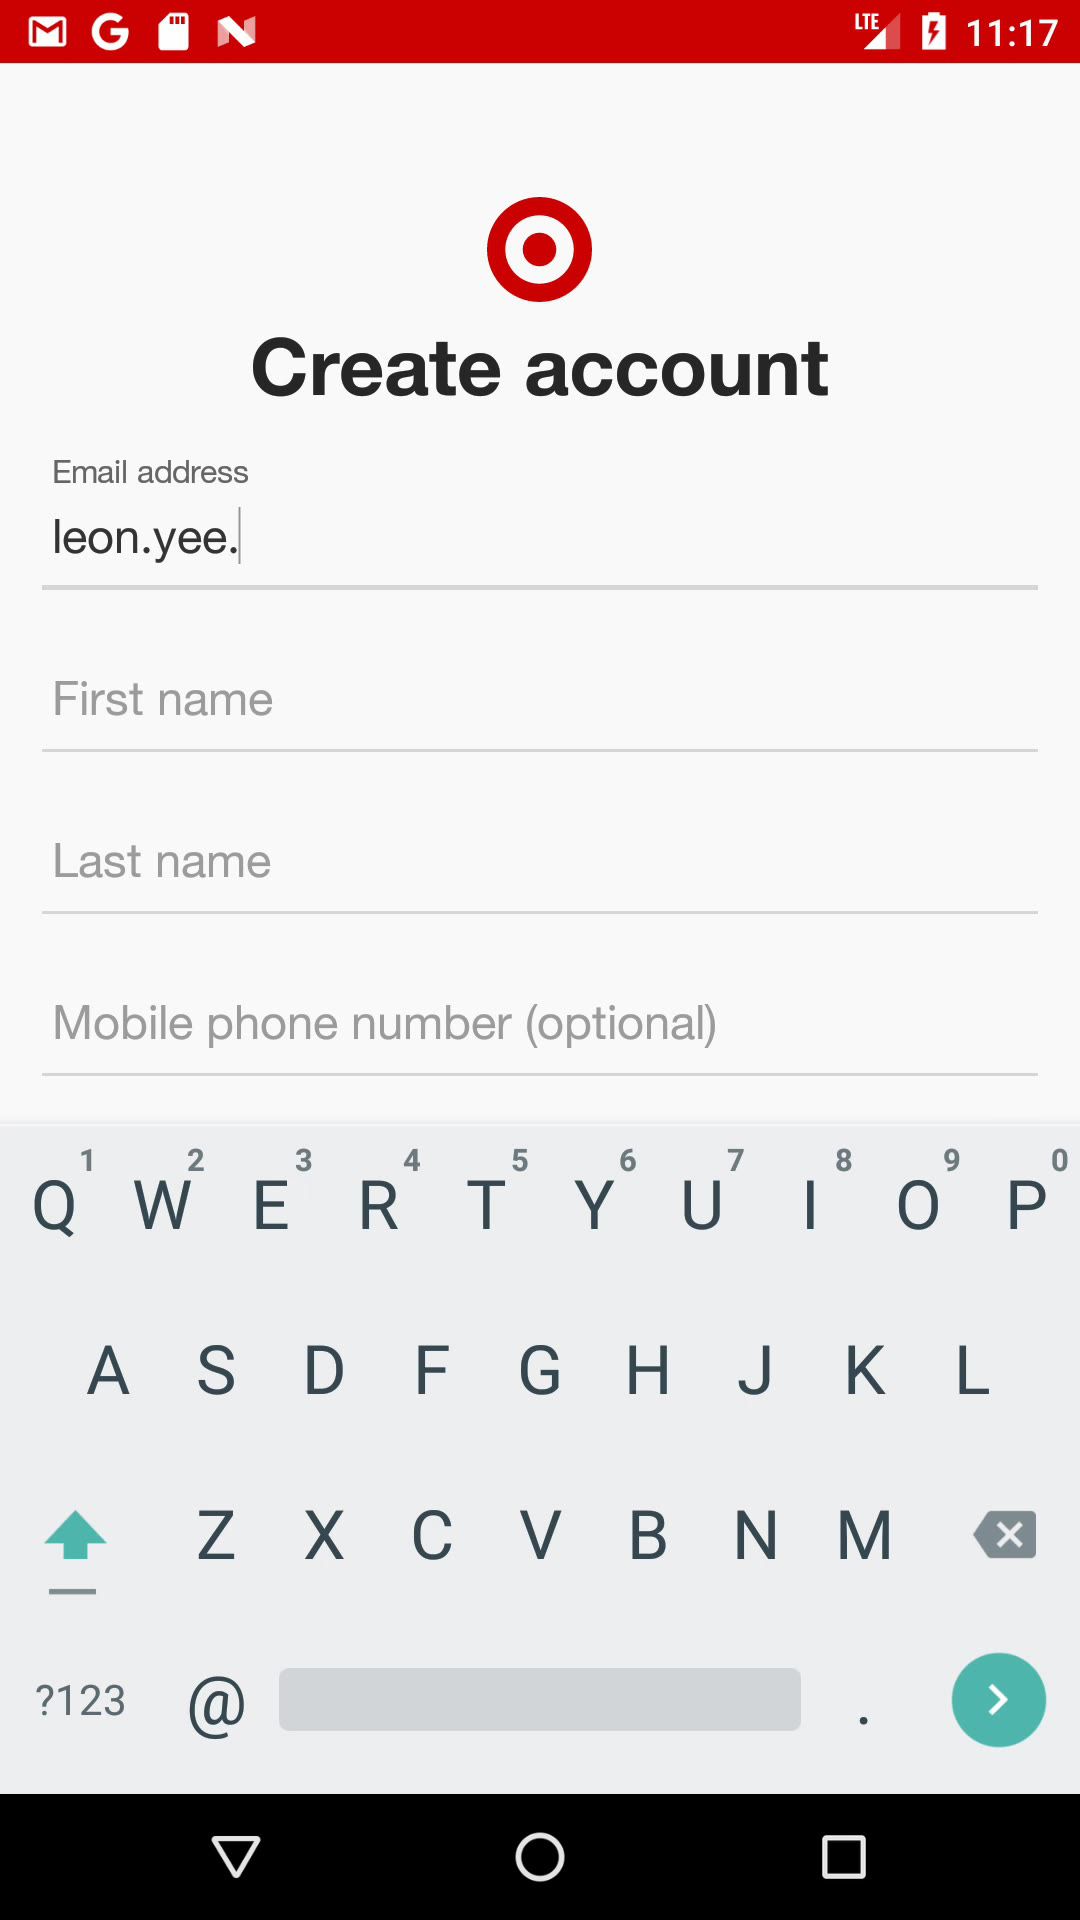 LTE 11:17
Create account
Email address
leon.yee.
First name
Last name
Mobile phone number (optional)
1 2 3 4 5 6 7 8 9 0
Q W E R T Y U I O P
A S D F G H J K L
Z X C V B N M
?123 @ .